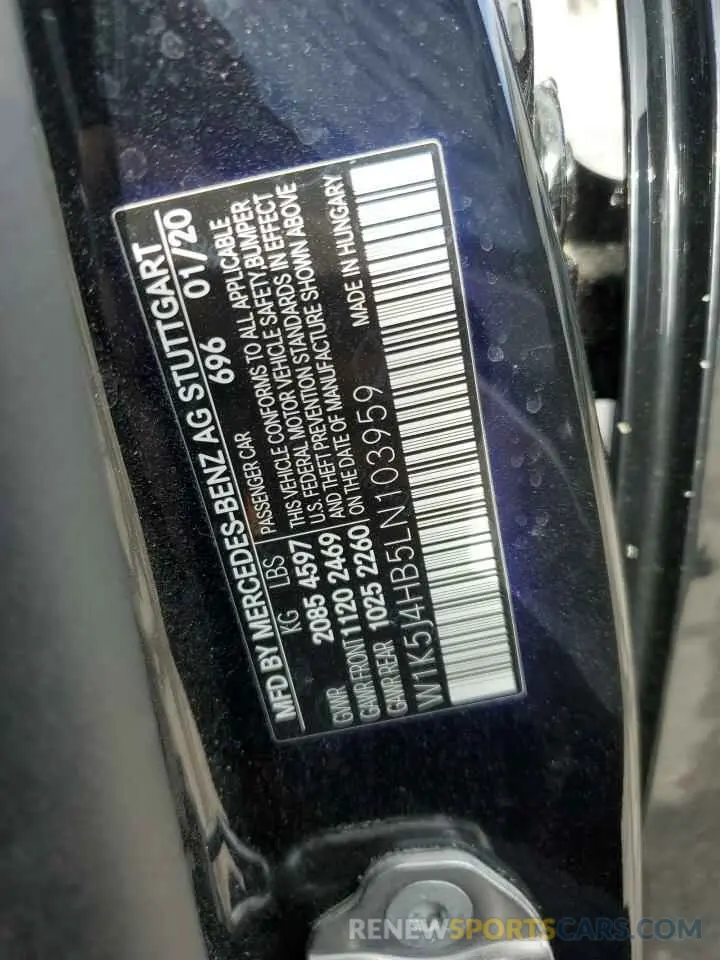 MFD BY MERCEDES-BENZ AG STUTTGART
696 01/20
KG LBS PASSENGER CAR
GVWR 2085 4597
GAWR FRONT 1120 2469
GAWR REAR 1025 2260
THIS VEHICLE CONFORMS TO ALL APPLICABLE
U.S. FEDERAL MOTOR VEHICLE SAFETY, BUMPER
AND THEFT PREVENTION STANDARDS IN EFFECT
ON THE DATE OF MANUFACTURE SHOWN ABOVE
MADE IN HUNGARY
W1K5J4HB5LN103959
RENEWSPORTSCARS.COM